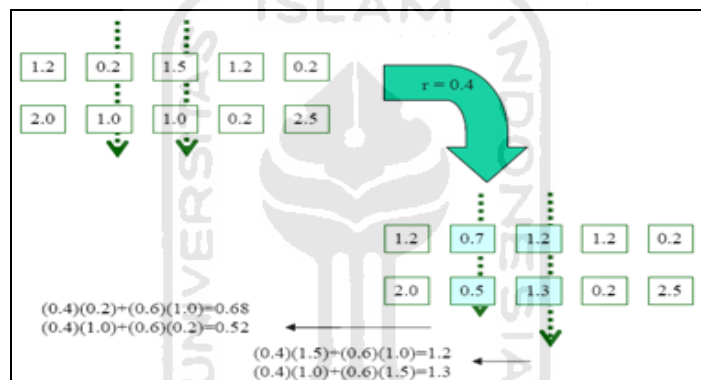 ISLAM
UNIVERSITAS
INDONESIA
1.2 0.2 1.5 1.2 0.2
2.0 1.0 1.0 0.2 2.5
r = 0.4
1.2 0.7 1.2 1.2 0.2
2.0 0.5 1.3 0.2 2.5
(0.4)(0.2)+(0.6)(1.0)=0.68
(0.4)(1.0)+(0.6)(0.2)=0.52
(0.4)(1.5)+(0.6)(1.0)=1.2
(0.4)(1.0)+(0.6)(1.5)=1.3